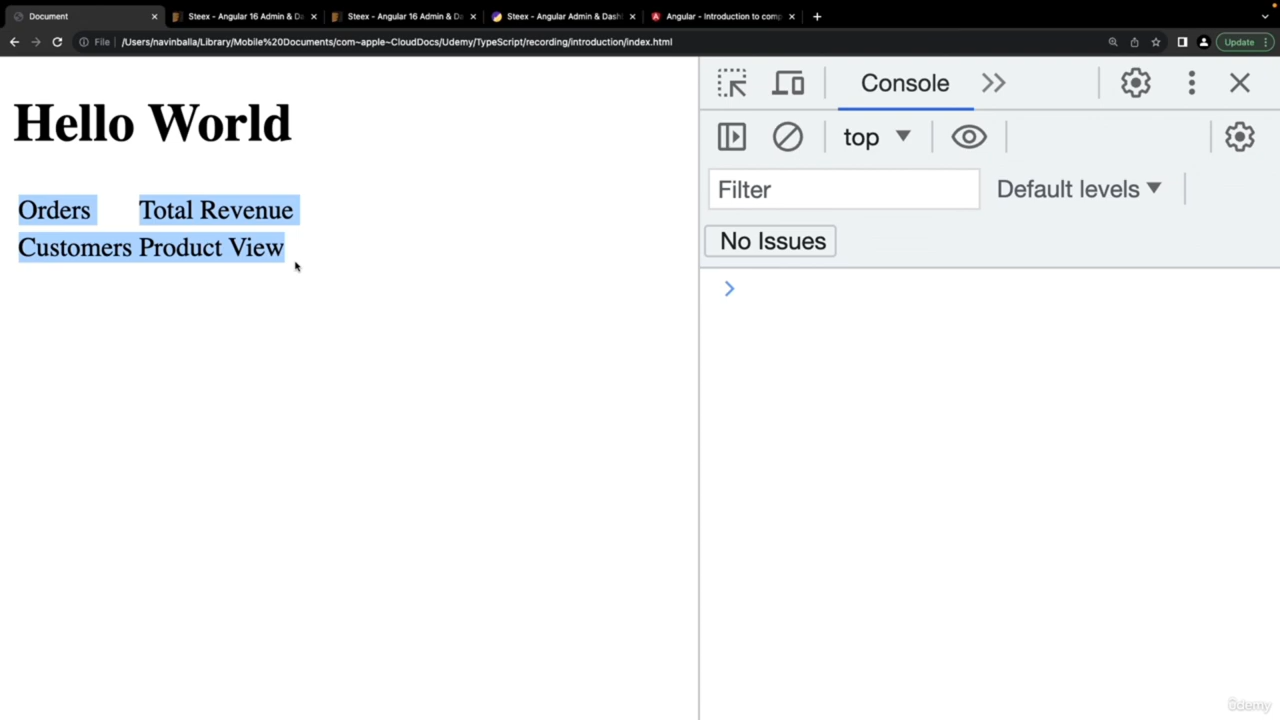 Document
Steex - Angular 16 Admin & Da
Steex - Angular 16 Admin & Da
Steex - Angular Admin & Dash
Angular - Introduction to comp
File
/Users/navinballa/Library/Mobile%20Documents/com~apple~CloudDocs/Udemy/TypeScript/recording/introduction/index.html
Update
Hello World
Orders Total Revenue
Customers Product View
Console
top
Filter
Default levels
No Issues
Udemy